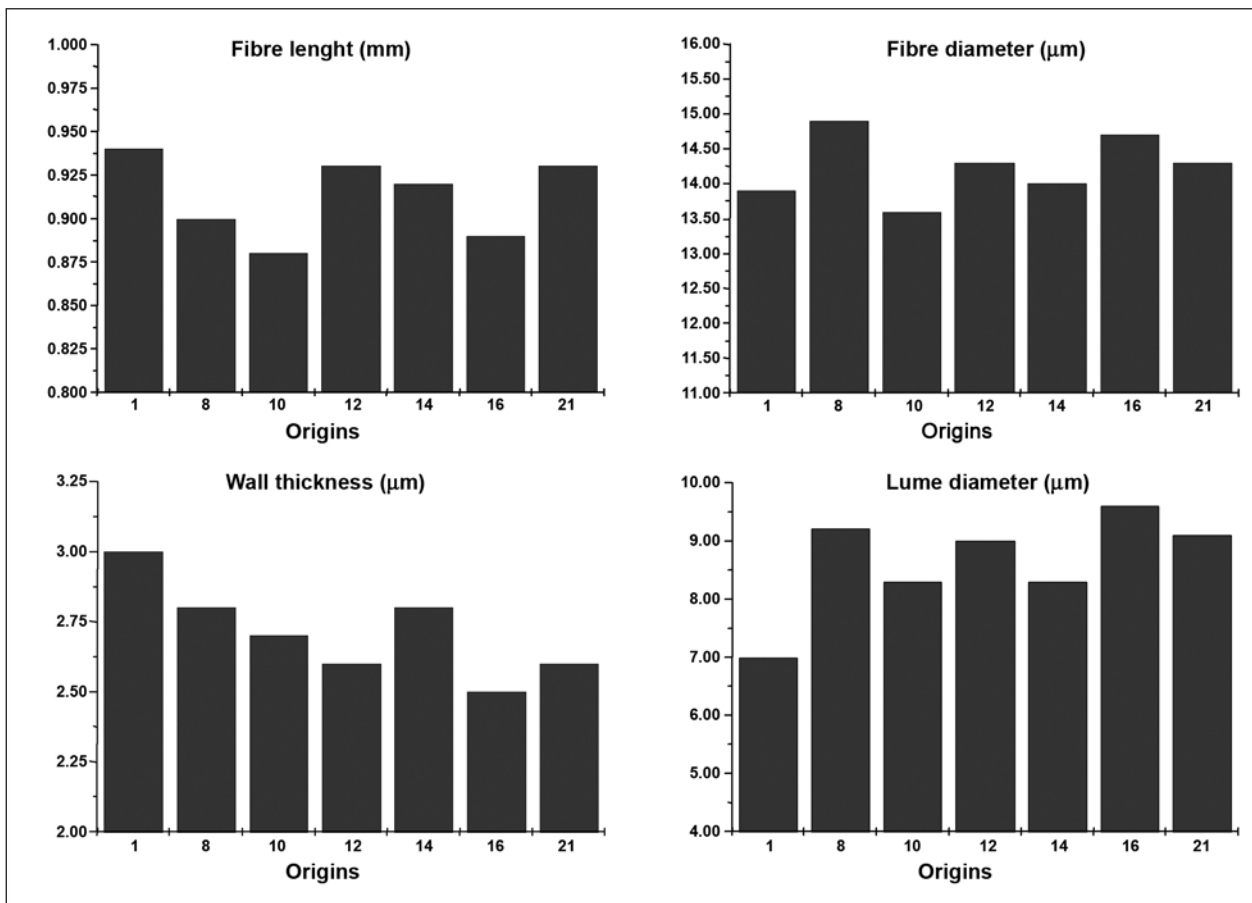 Fibre lenght (mm)
1.000
0.975
0.950
0.925
0.900
0.875
0.850
0.825
0.800
1 8 10 12 14 16 21
Origins
Fibre diameter (μm)
16.00
15.50
15.00
14.50
14.00
13.50
13.00
12.50
12.00
11.50
11.00
1 8 10 12 14 16 21
Origins
Wall thickness (μm)
3.25
3.00
2.75
2.50
2.25
2.00
1 8 10 12 14 16 21
Origins
Lume diameter (μm)
10.00
9.00
8.00
7.00
6.00
5.00
4.00
1 8 10 12 14 16 21
Origins